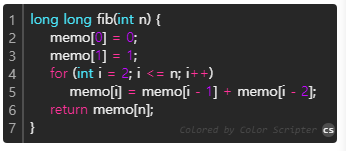 1 long long fib(int n) {
2     memo[0] = 0;
3     memo[1] = 1;
4     for (int i = 2; i <= n; i++)
5         memo[i] = memo[i - 1] + memo[i - 2];
6     return memo[n];
7 }
Colored by Color Scripter cs